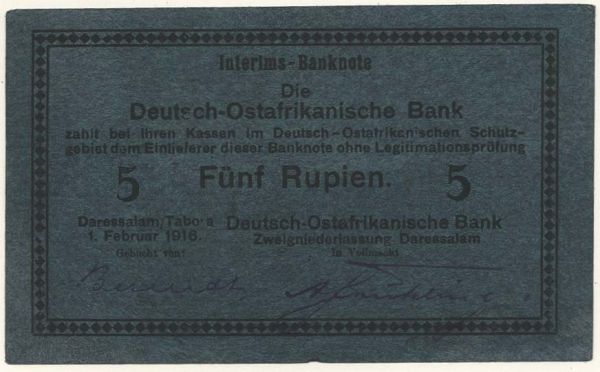 Interims-Banknote
Die
Deutsch-Ostafrikanische Bank
zahlt bei ihren Kassen im Deutsch-Ostafrikanischen Schutz-
gebiet dem Einlieferer dieser Banknote ohne Legitimationsprüfung
5 Fünf Rupien. 5
Daressalam/Tabora Deutsch-Ostafrikanische Bank
1. Februar 1916. Zweigniederlassung Daressalam
Gebucht von: In Vollmacht
Berendt